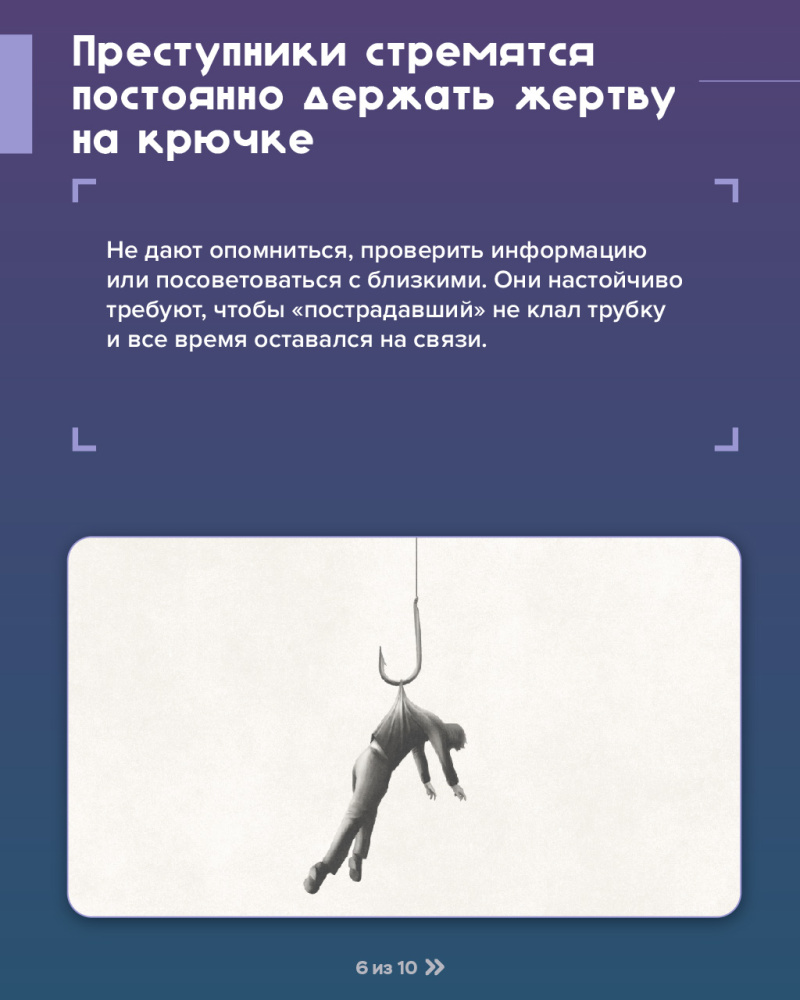 Преступники стремятся
постоянно держать жертву
на крючке
Не дают опомниться, проверить информацию
или посоветоваться с близкими. Они настойчиво
требуют, чтобы «пострадавший» не клал трубку
и все время оставался на связи.
6 из 10